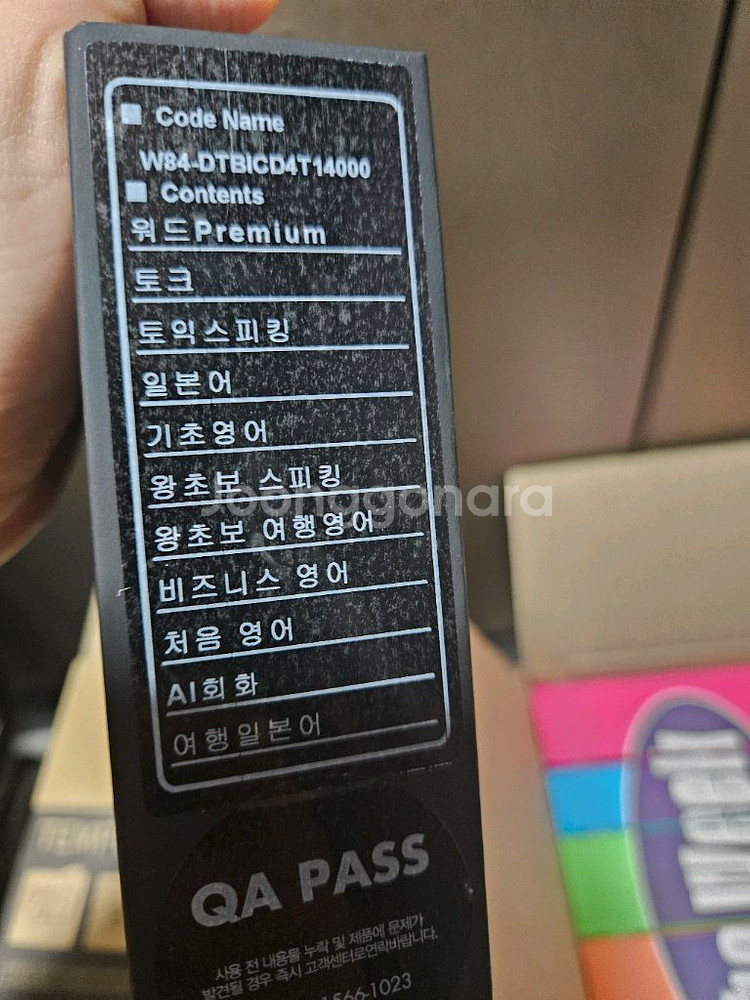 Code Name
W84-DTBICD4T14000
Contents
워드Premium
토크
토익스피킹
일본어
기초영어
왕초보 스피킹
Joonggonara
왕초보 여행영어
비즈니스 영어
처음 영어
AI회화
여행일본어
QA PASS
사용 전 내용물 누락 및 제품에 문제가
발견될 경우 즉시 고객센터로연락바랍니다.
1566-1023